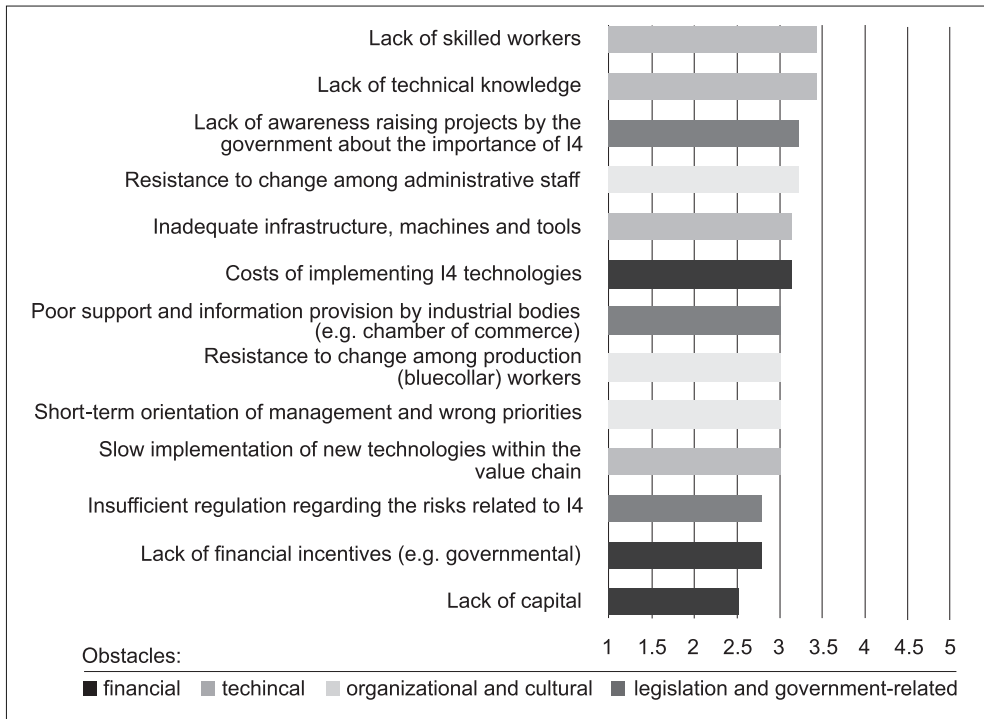 Lack of skilled workers
Lack of technical knowledge
Lack of awareness raising projects by the
government about the importance of I4
Resistance to change among administrative staff
Inadequate infrastructure, machines and tools
Costs of implementing I4 technologies
Poor support and information provision by industrial bodies
(e.g. chamber of commerce)
Resistance to change among production
(bluecollar) workers
Short-term orientation of management and wrong priorities
Slow implementation of new technologies within the
value chain
Insufficient regulation regarding the risks related to I4
Lack of financial incentives (e.g. governmental)
Lack of capital
1 1.5 2 2.5 3 3.5 4 4.5 5
Obstacles:
financial techincal organizational and cultural legislation and government-related